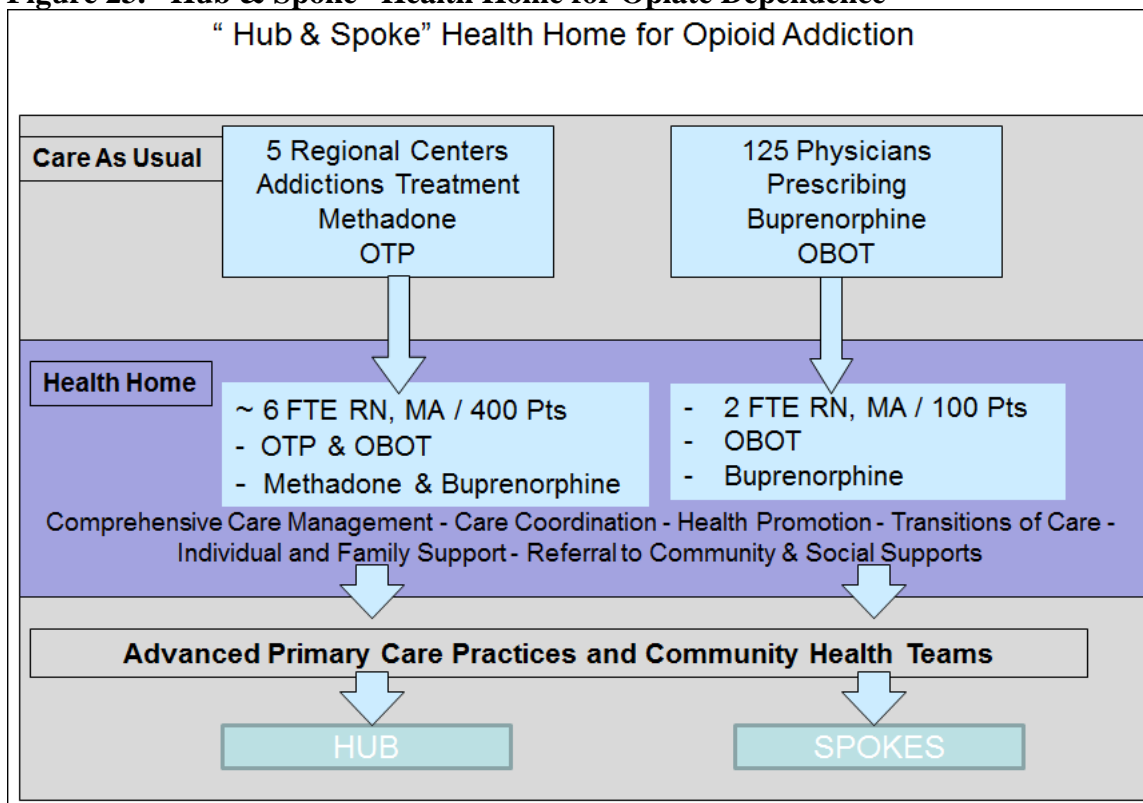 Figure 23. "Hub & Spoke" Health Home for Opiate Dependence
“ Hub & Spoke” Health Home for Opioid Addiction
Care As Usual
5 Regional Centers
Addictions Treatment
Methadone
OTP
125 Physicians
Prescribing
Buprenorphine
OBOT
Health Home
~ 6 FTE RN, MA / 400 Pts
- OTP & OBOT
- Methadone & Buprenorphine
- 2 FTE RN, MA / 100 Pts
- OBOT
- Buprenorphine
Comprehensive Care Management - Care Coordination - Health Promotion - Transitions of Care -
Individual and Family Support - Referral to Community & Social Supports
Advanced Primary Care Practices and Community Health Teams
HUB
SPOKES